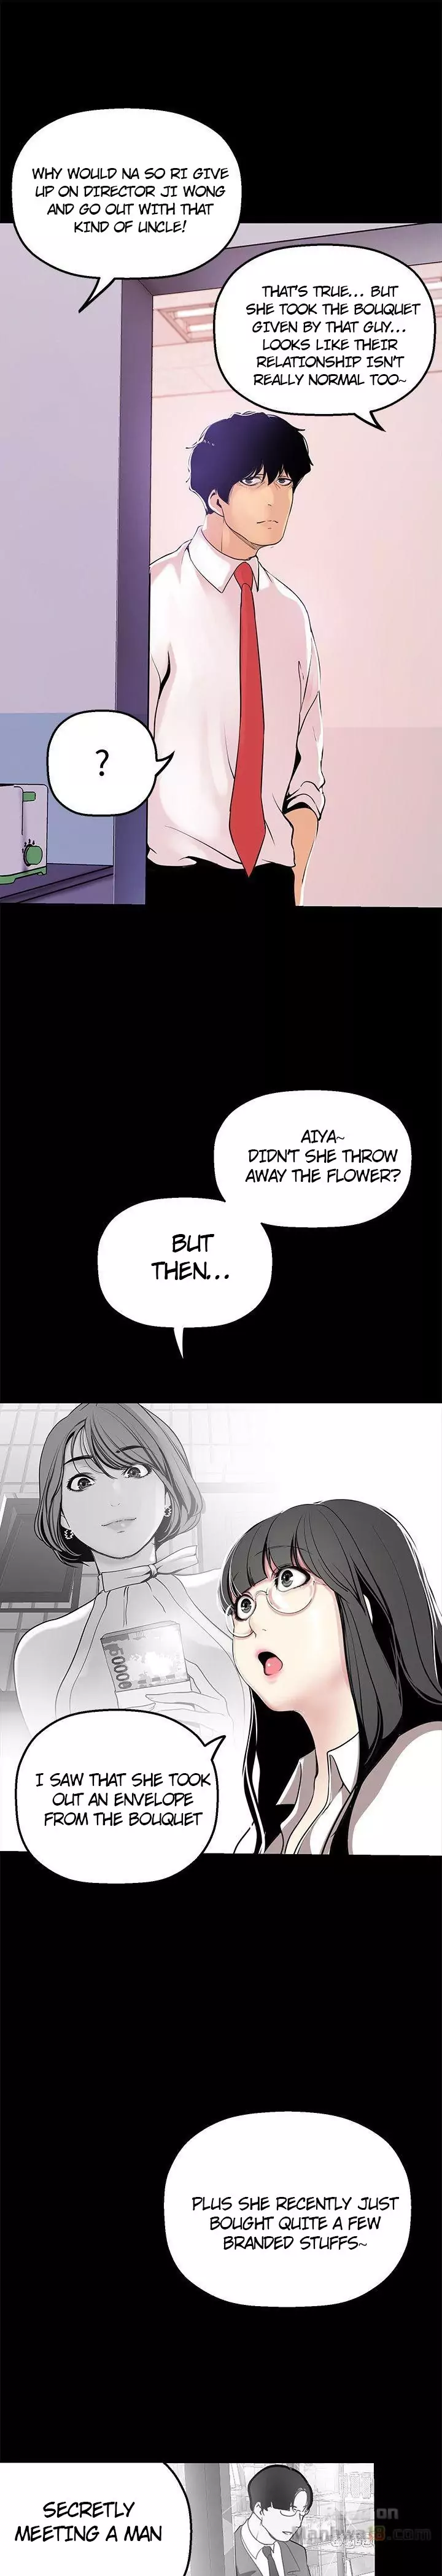 WHY WOULD NA SO RI GIVE
UP ON DIRECTOR JI WONG
AND GO OUT WITH THAT
KIND OF UNCLE!
THAT'S TRUE... BUT
SHE TOOK THE BOUQUET
GIVEN BY THAT GUY...
LOOKS LIKE THEIR
RELATIONSHIP ISN'T
REALLY NORMAL TOO~
?
AIYA~
DIDN'T SHE THROW
AWAY THE FLOWER?
BUT
THEN...
50000
I SAW THAT SHE TOOK
OUT AN ENVELOPE
FROM THE BOUQUET
PLUS SHE RECENTLY JUST
BOUGHT QUITE A FEW
BRANDED STUFFS~
SECRETLY
MEETING A MAN